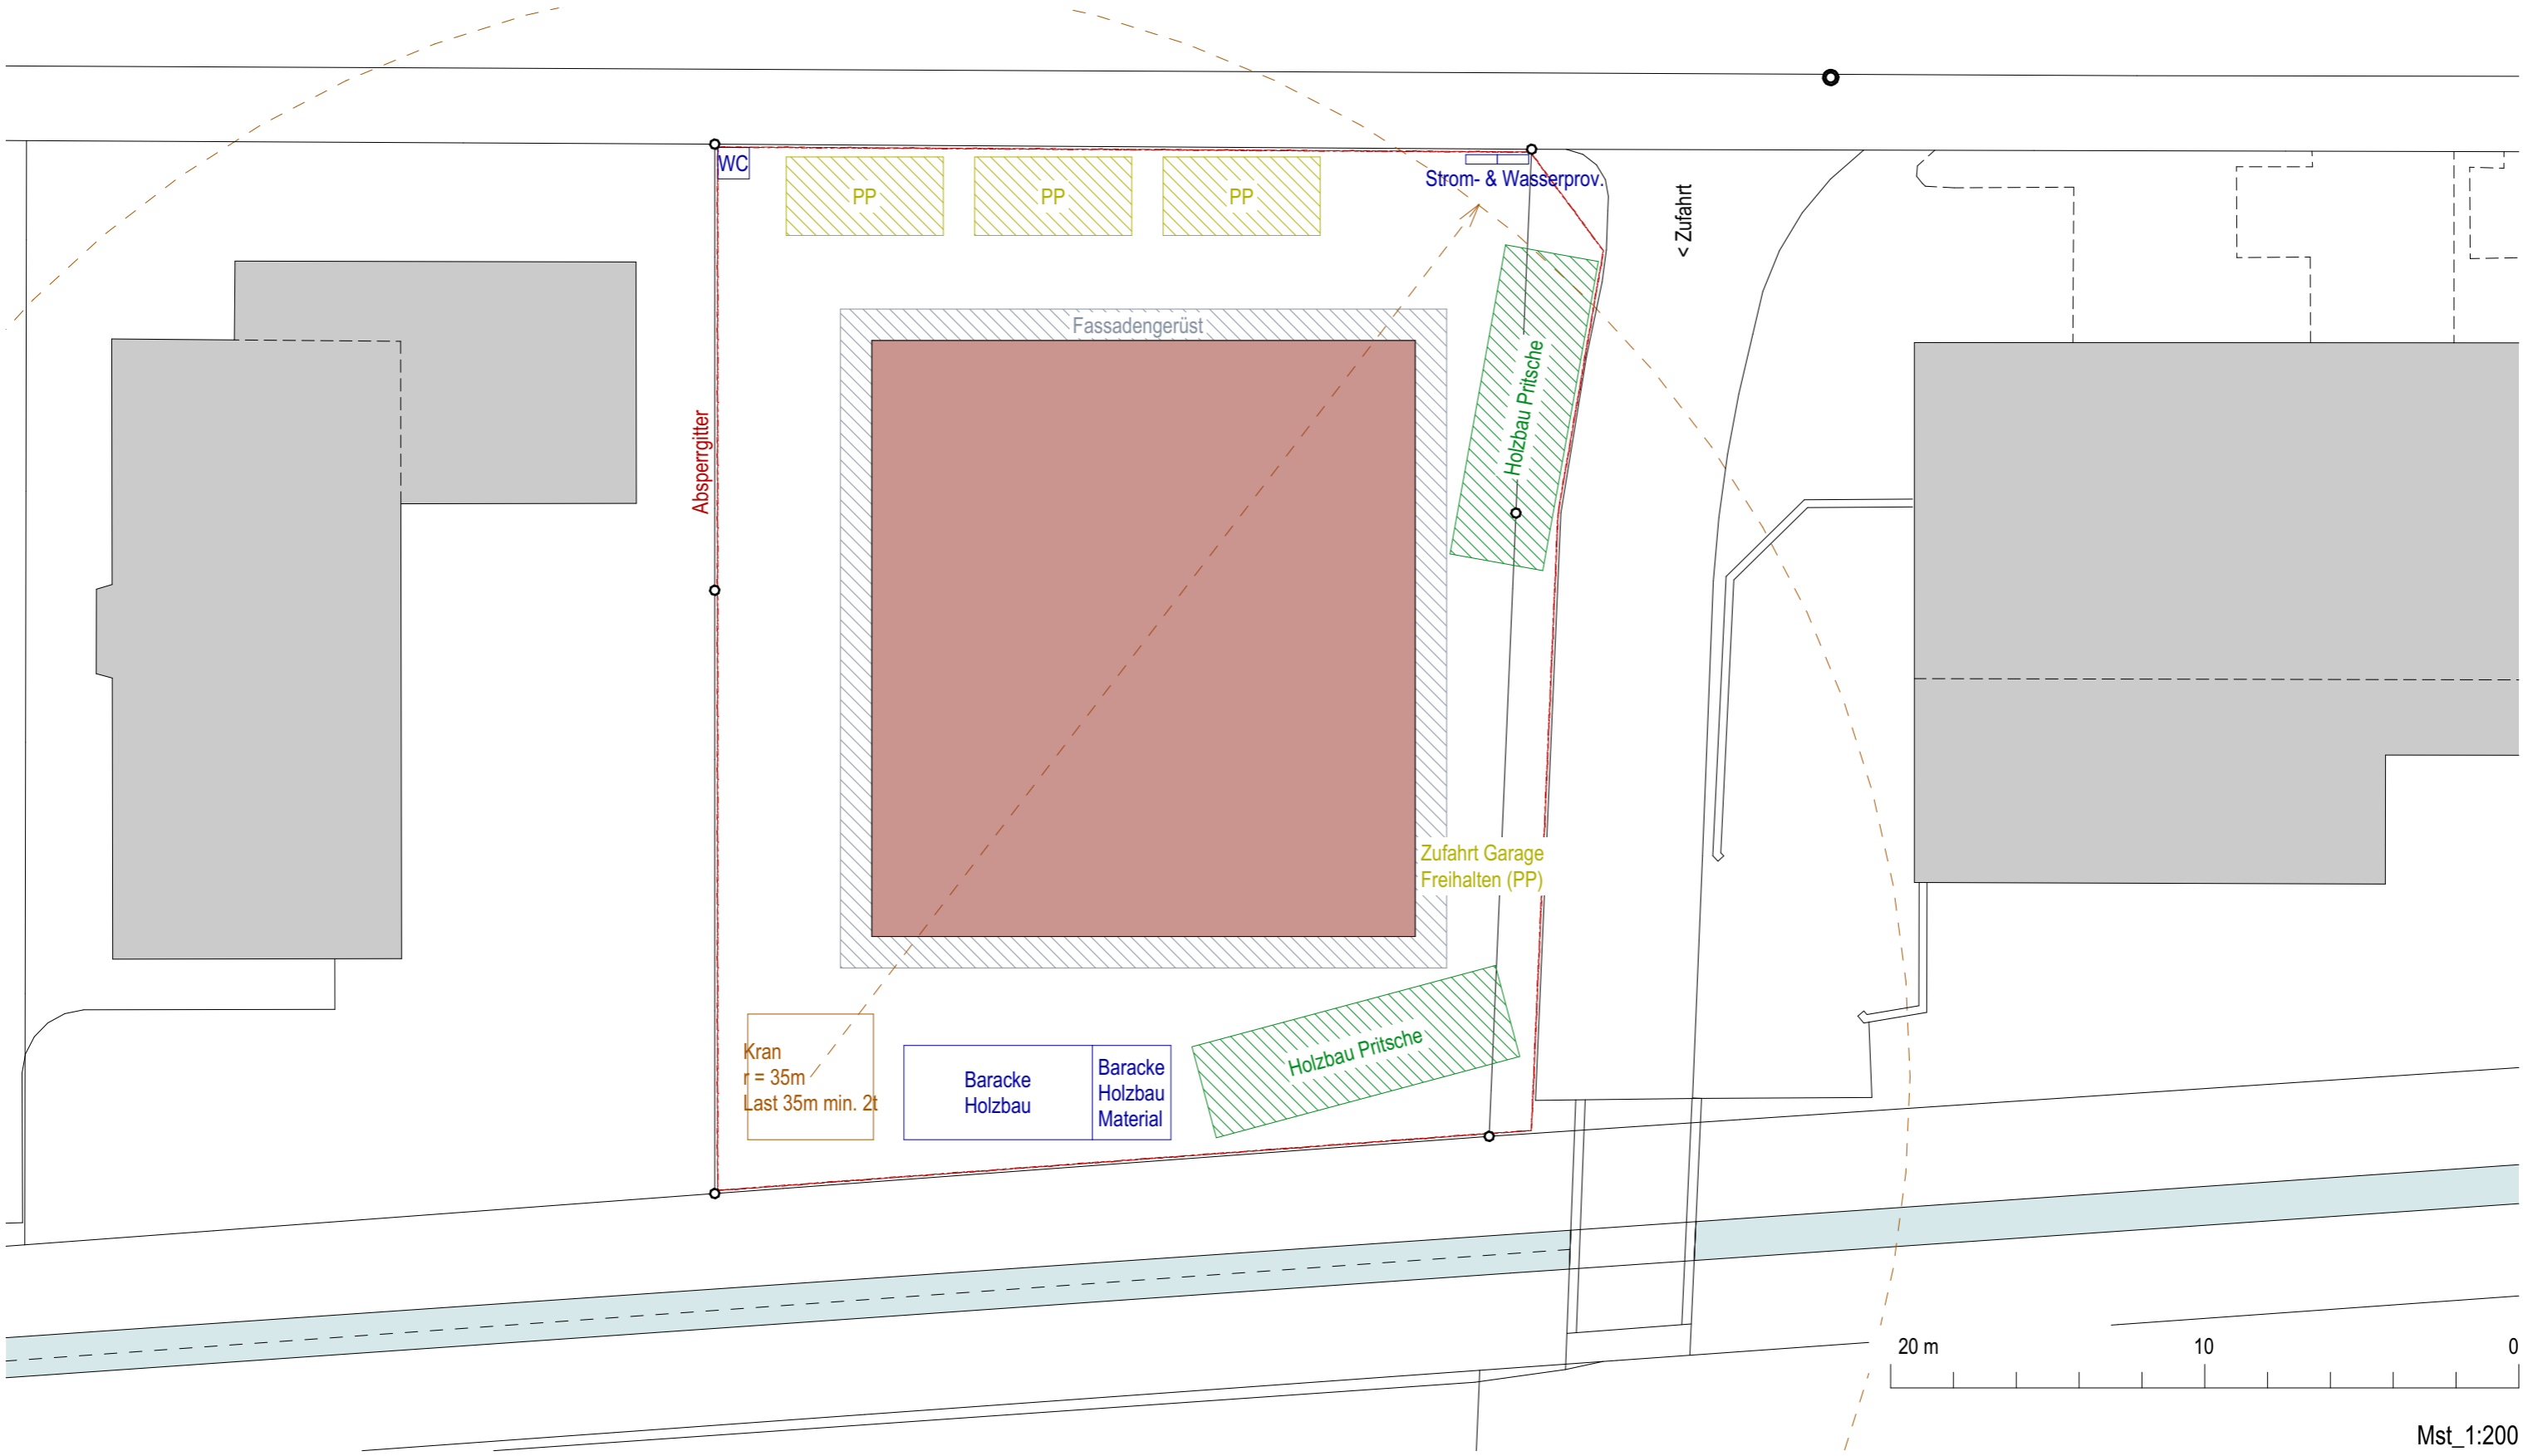 WC
PP
PP
PP
Strom- & Wasserprov.
< Zufahrt
Fassadengerüst
Holzbau Pritsche
Absperrgitter
Zufahrt Garage
Freihalten (PP)
Kran
r = 35m
Last 35m min. 2t
Baracke
Holzbau
Baracke
Holzbau
Material
Holzbau Pritsche
20 m
10
0
Mst_1:200